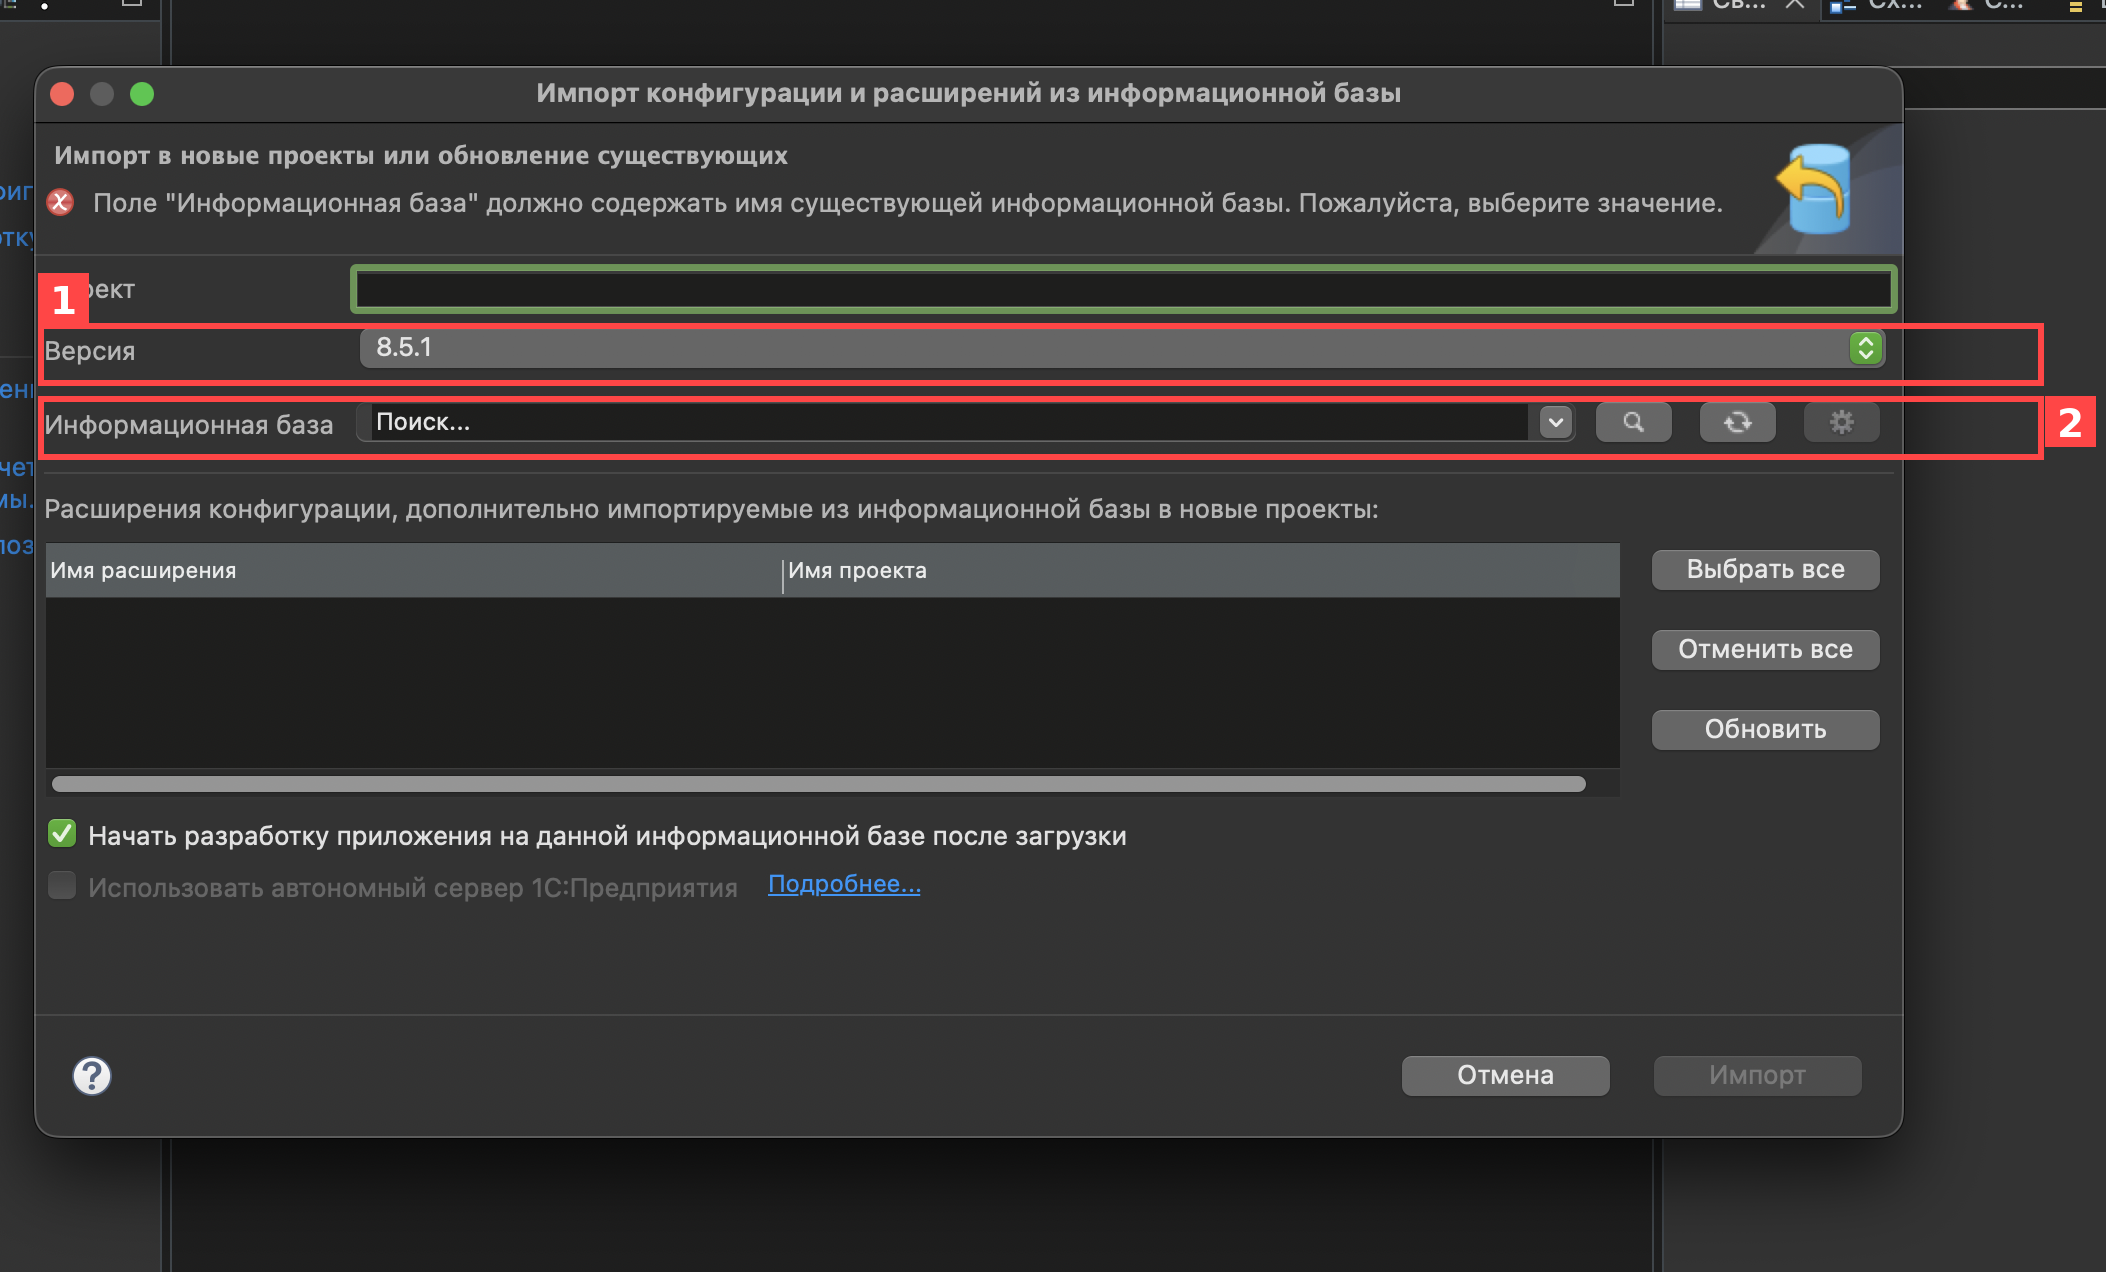 Св...
Импорт конфигурации и расширений из информационной базы
Импорт в новые проекты или обновление существующих
Поле "Информационная база" должно содержать имя существующей информационной базы. Пожалуйста, выберите значение.
1
Версия 8.5.1
Информационная база Поиск...
2
Расширения конфигурации, дополнительно импортируемые из информационной базы в новые проекты:
Имя расширения Имя проекта
Выбрать все
Отменить все
Обновить
Начать разработку приложения на данной информационной базе после загрузки
Использовать автономный сервер 1С:Предприятия Подробнее...
?
Отмена Импорт